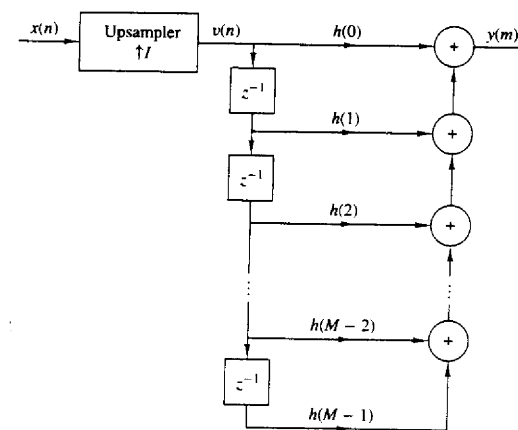 x(n)
Upsampler
↑I
v(n)
h(0)
+
y(m)
z⁻¹
h(1)
+
z⁻¹
h(2)
+
h(M − 2)
+
z⁻¹
h(M − 1)